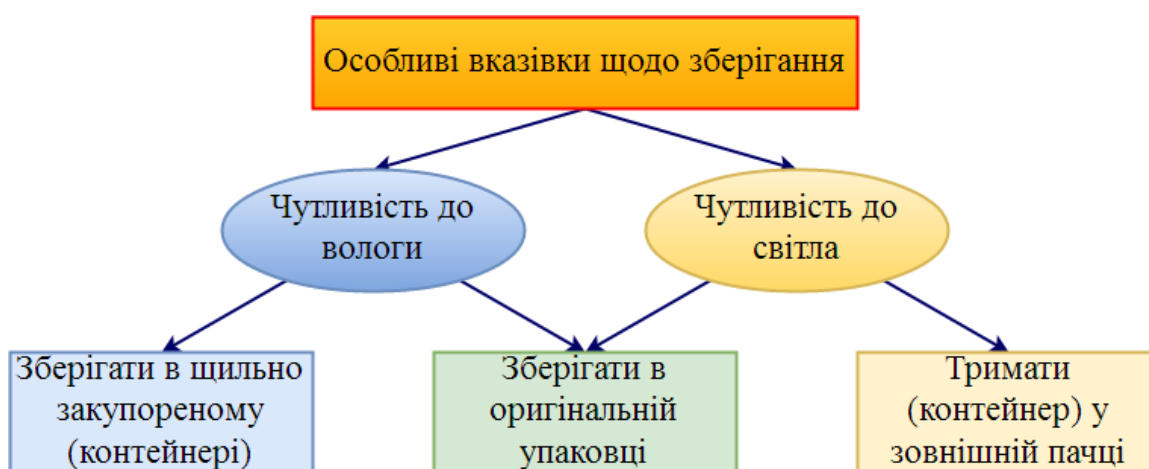 Особливі вказівки щодо зберігання
Чутливість до
вологи
Чутливість до
світла
Зберігати в щильно
закупореному
(контейнері)
Зберігати в
оригінальній
упаковці
Тримати
(контейнер) у
зовнішній пачці